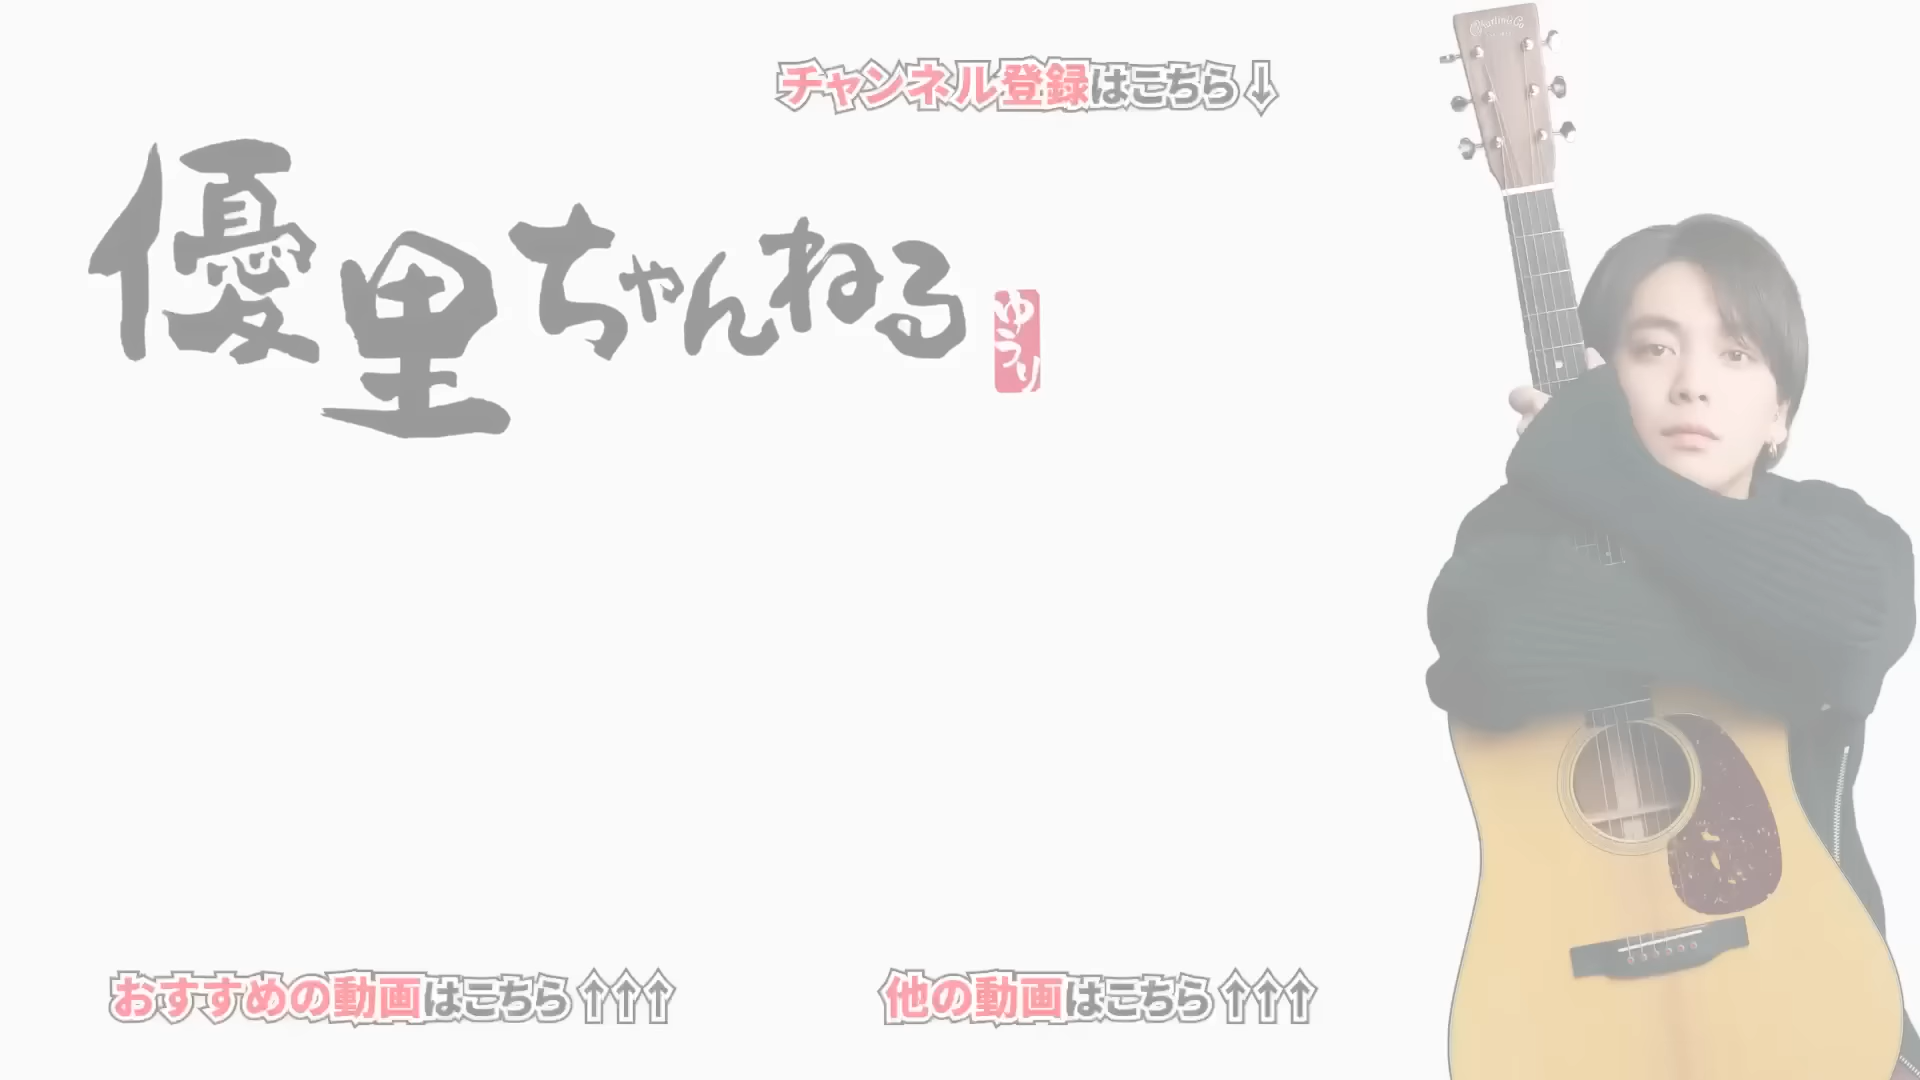 チャンネル登録はこちら↓
優里ちゃんねる
ゆうり
おすすめの動画はこちら↑↑↑
他の動画はこちら↑↑↑